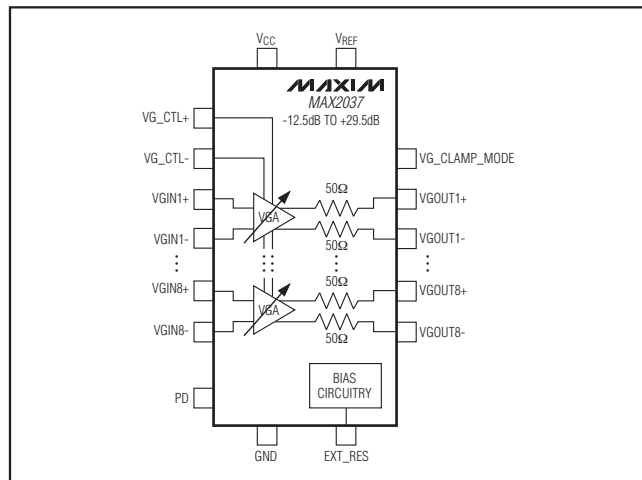 VCC
VREF
MAXIM
MAX2037
-12.5dB TO +29.5dB
VG_CTL+
VG_CTL-
VG_CLAMP_MODE
VGIN1+
VGA
50Ω
VGOUT1+
VGIN1-
50Ω
VGOUT1-
VGIN8+
VGA
50Ω
VGOUT8+
VGIN8-
50Ω
VGOUT8-
BIAS
CIRCUITRY
PD
GND
EXT_RES